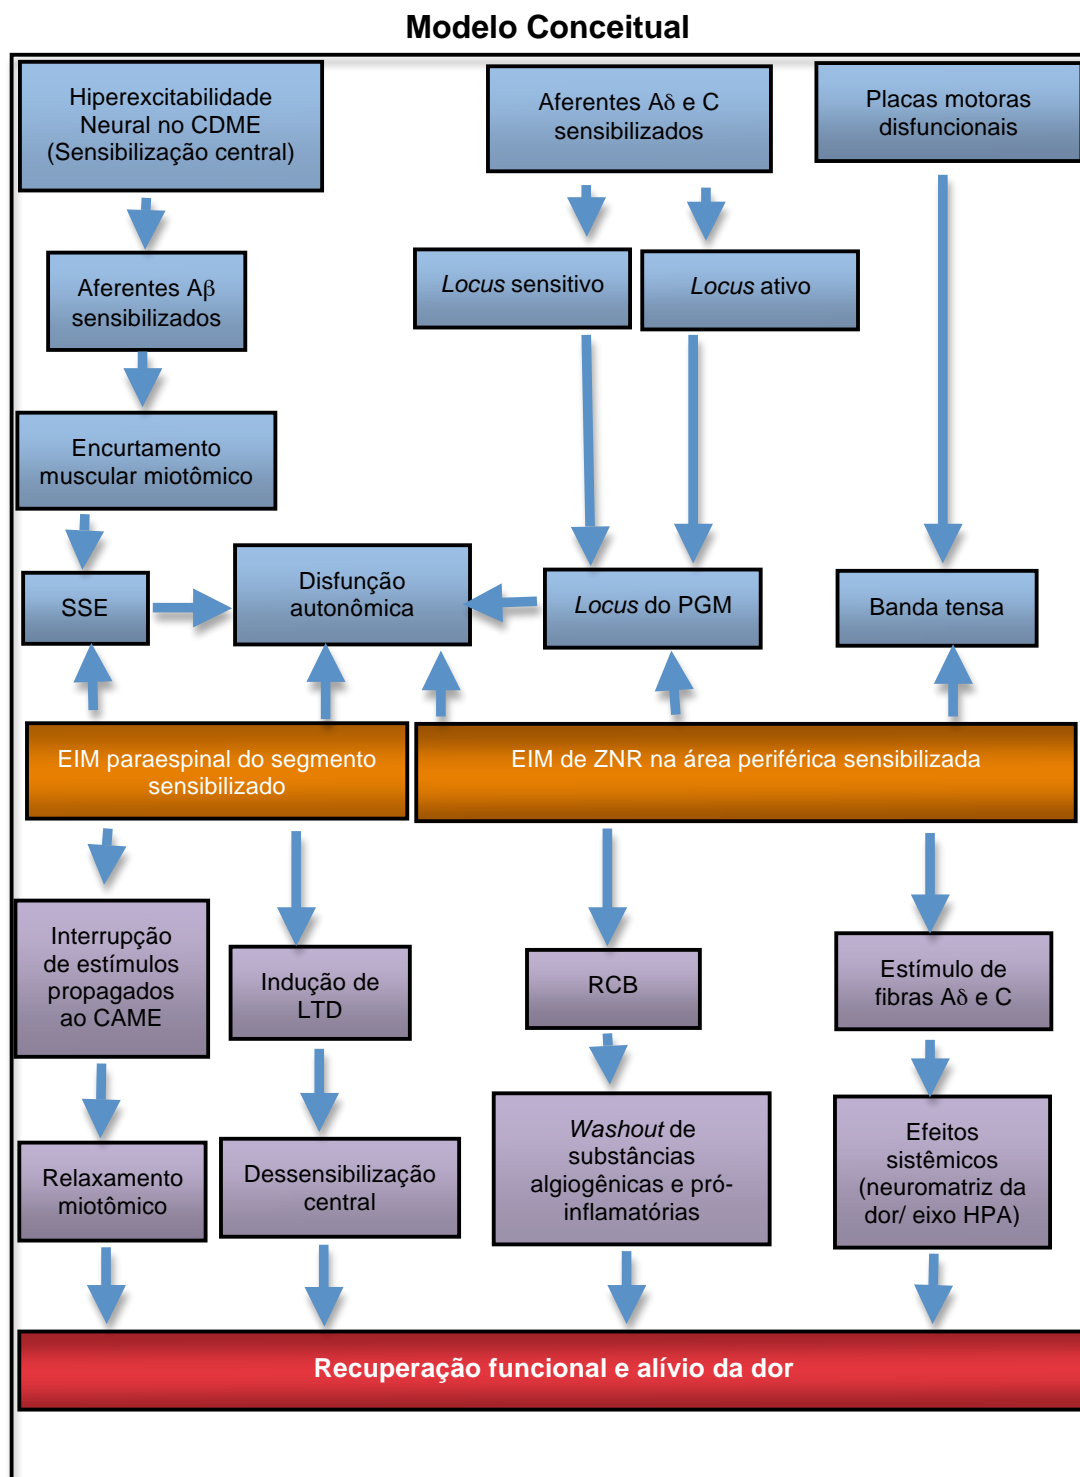 Modelo Conceitual
Hiperexcitabilidade
Neural no CDME
(Sensibilização central)
Aferentes Aδ e C
sensibilizados
Placas motoras
disfuncionais
Aferentes Aβ
sensibilizados
Locus sensitivo
Locus ativo
Encurtamento
muscular miotômico
SSE
Disfunção
autonômica
Locus do PGM
Banda tensa
EIM paraespinal do segmento
sensibilizado
EIM de ZNR na área periférica sensibilizada
Interrupção
de estímulos
propagados
ao CAME
Indução de
LTD
RCB
Estímulo de
fibras Aδ e C
Relaxamento
miotômico
Dessensibilização
central
Washout de
substâncias
algiogênicas e pró-
inflamatórias
Efeitos
sistêmicos
(neuromatriz da
dor/ eixo HPA)
Recuperação funcional e alívio da dor